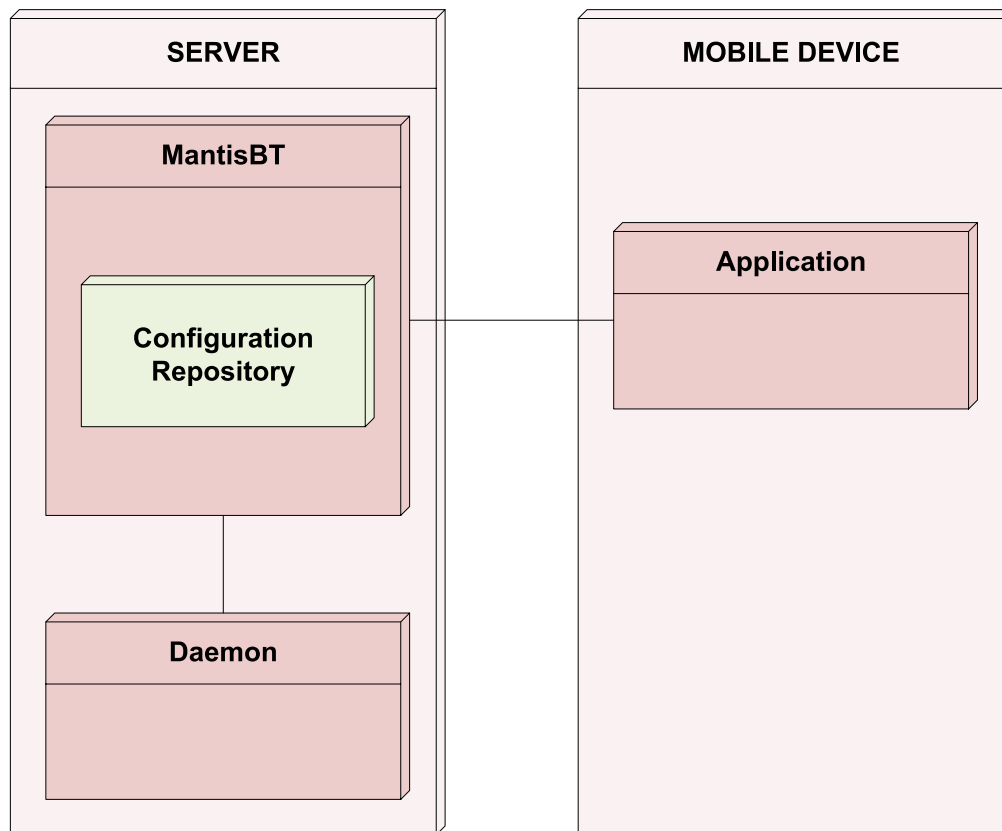 SERVER
MOBILE DEVICE
MantisBT
Application
Configuration
Repository
Daemon